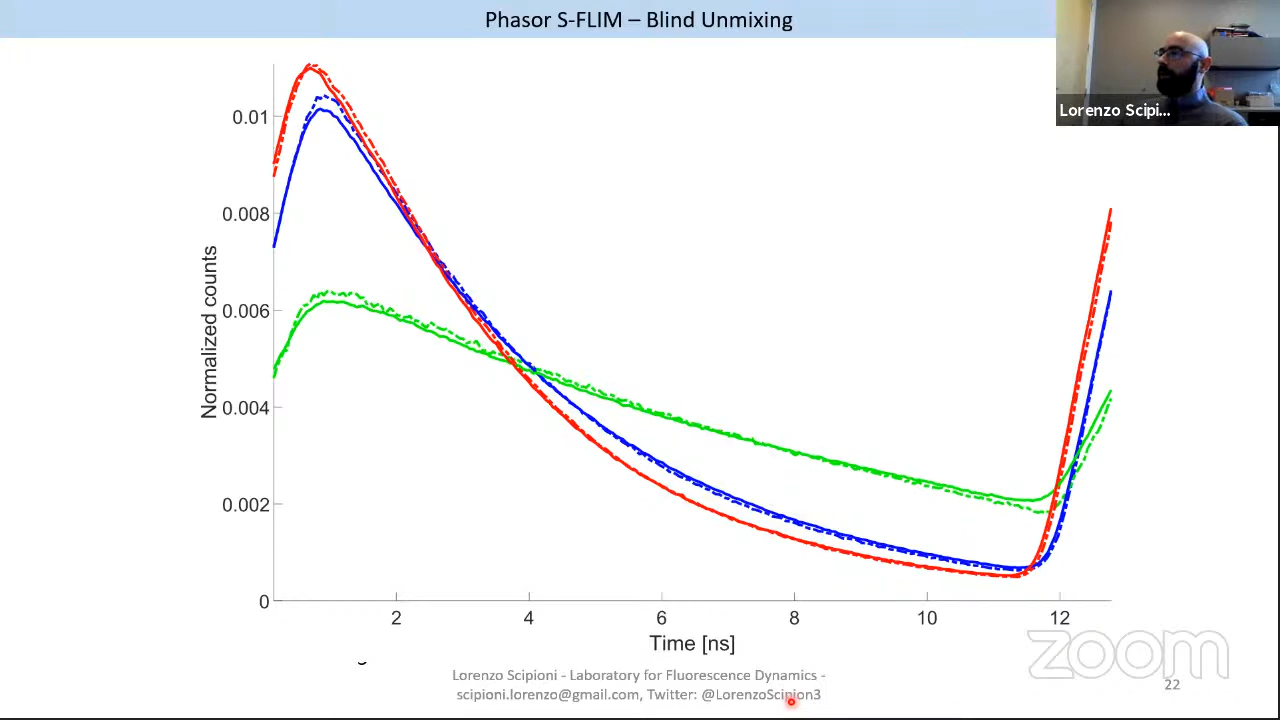 Phasor S-FLIM – Blind Unmixing
Lorenzo Scipi...
0.01
0.008
0.006
0.004
0.002
0
Normalized counts
2
4
6
8
10
12
Time [ns]
zoom
g
Lorenzo Scipioni - Laboratory for Fluorescence Dynamics -
scipioni.lorenzo@gmail.com, Twitter: @LorenzoScipion3
22